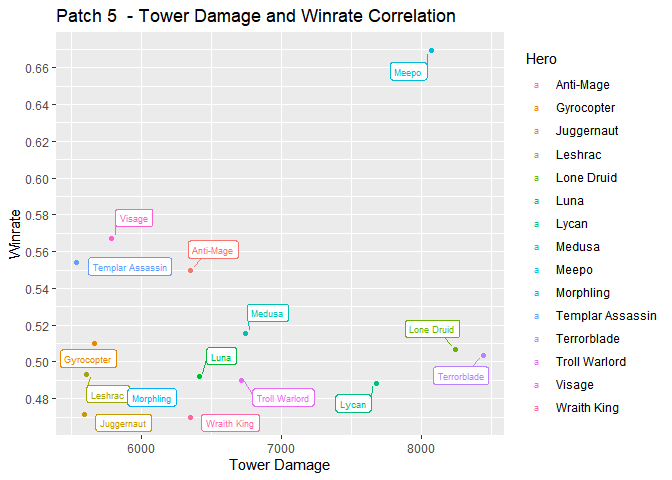 Patch 5  - Tower Damage and Winrate Correlation
Winrate
0.66
0.64
0.62
0.60
0.58
0.56
0.54
0.52
0.50
0.48
Meepo
Visage
Anti-Mage
Templar Assassin
Medusa
Lone Druid
Luna
Gyrocopter
Terrorblade
Leshrac
Morphling
Troll Warlord
Lycan
Juggernaut
Wraith King
6000
7000
8000
Tower Damage
Hero
a Anti-Mage
a Gyrocopter
a Juggernaut
a Leshrac
a Lone Druid
a Luna
a Lycan
a Medusa
a Meepo
a Morphling
a Templar Assassin
a Terrorblade
a Troll Warlord
a Visage
a Wraith King